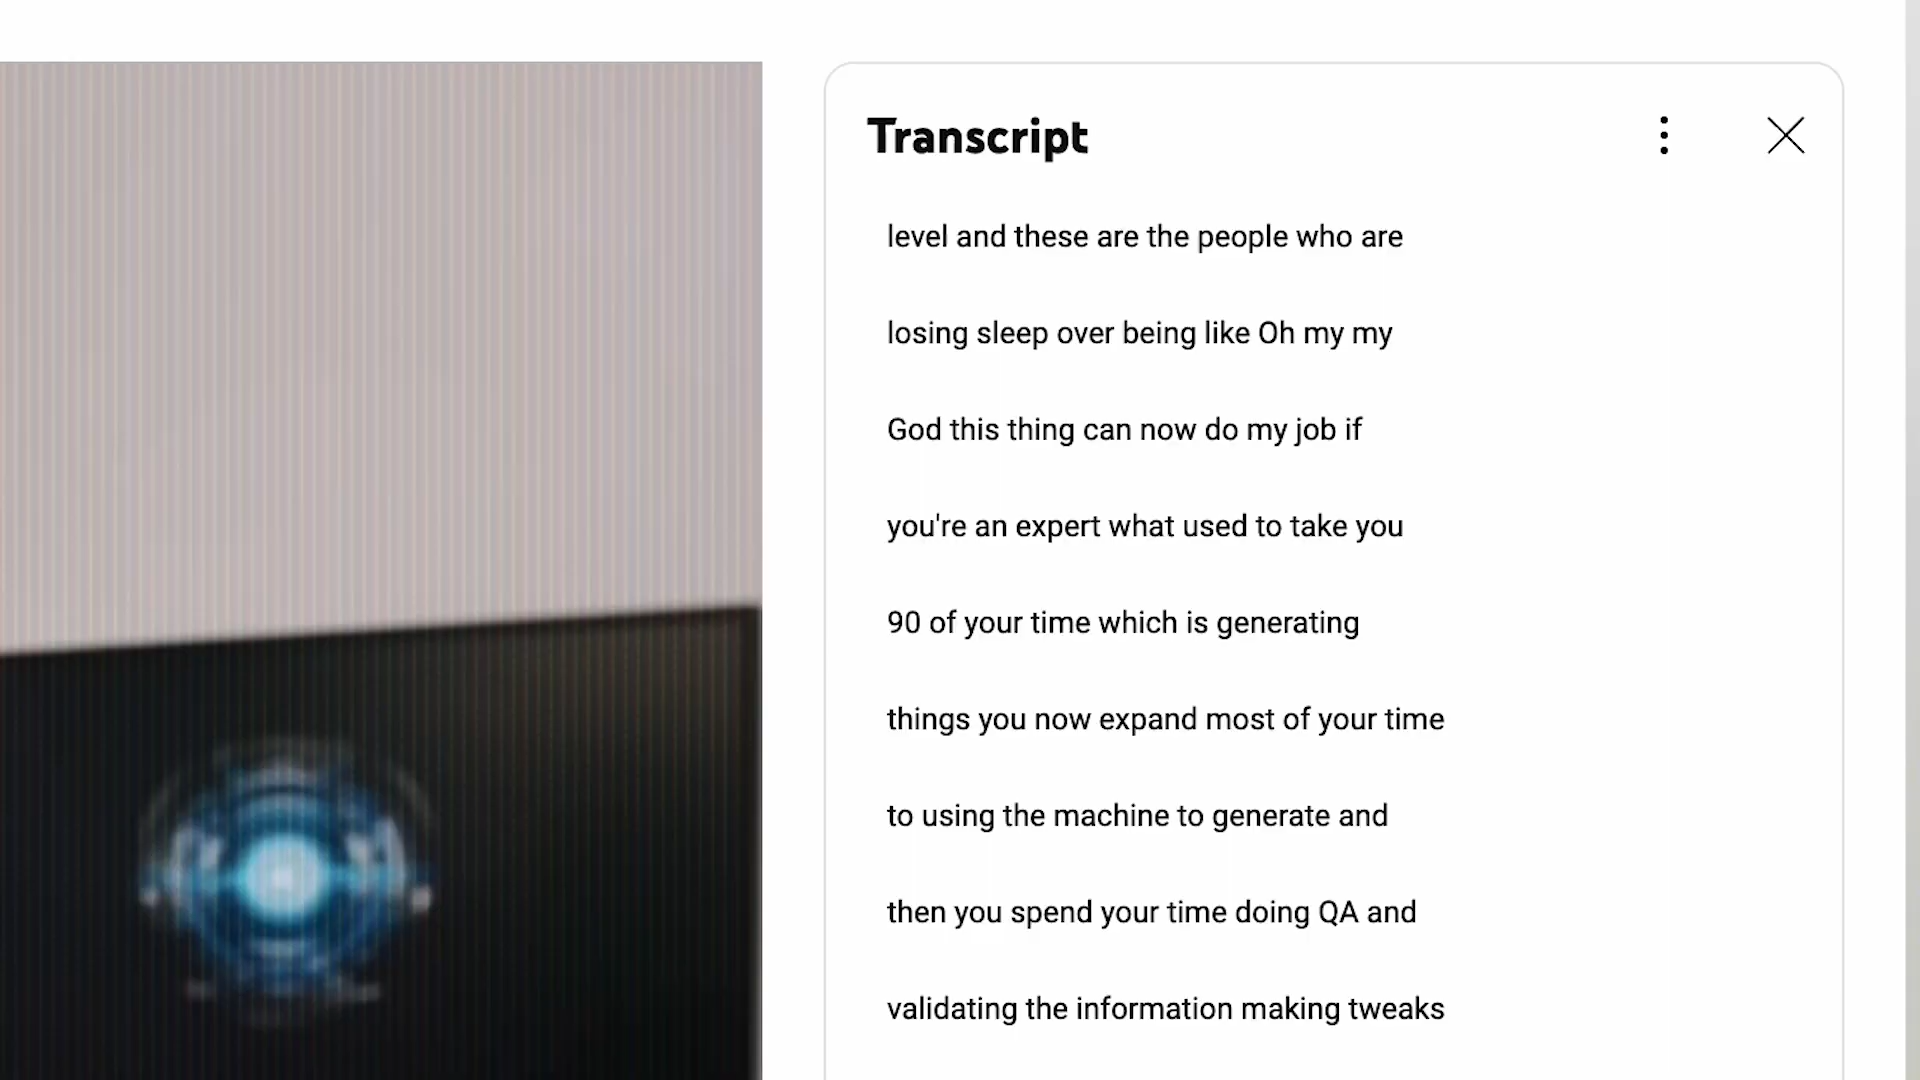 Transcript
level and these are the people who are
losing sleep over being like Oh my my
God this thing can now do my job if
you're an expert what used to take you
90 of your time which is generating
things you now expand most of your time
to using the machine to generate and
then you spend your time doing QA and
validating the information making tweaks